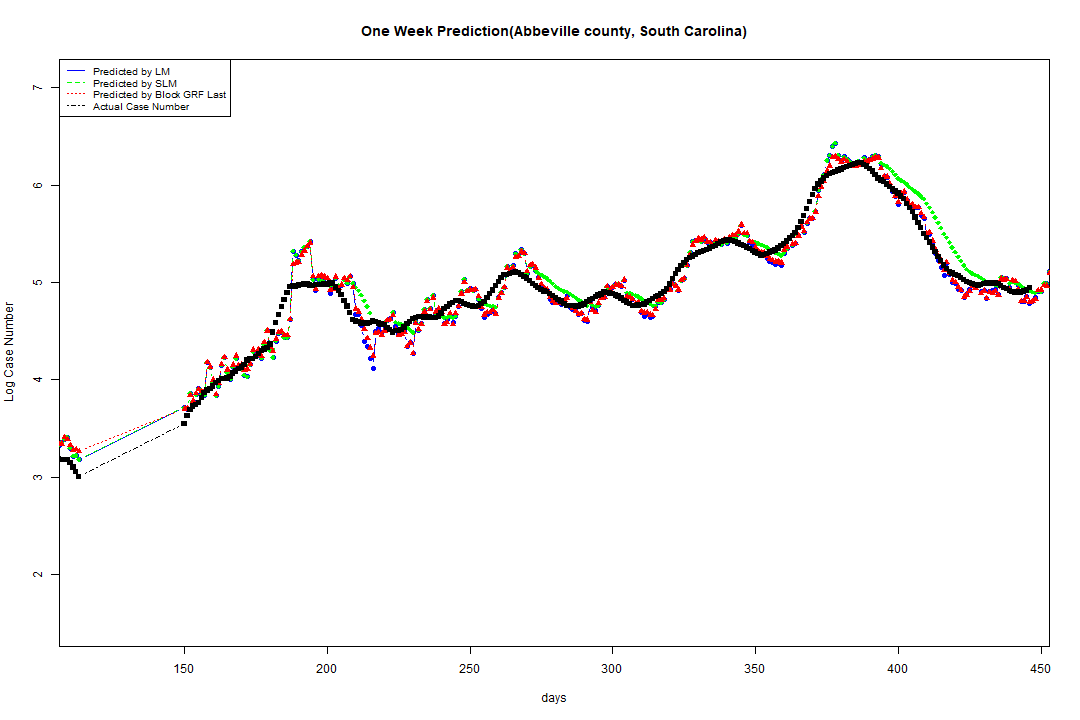 One Week Prediction(Abbeville county, South Carolina)
Predicted by LM
Predicted by SLM
Predicted by Block GRF Last
Actual Case Number
7
6
5
4
3
2
Log Case Number
150 200 250 300 350 400 450
days